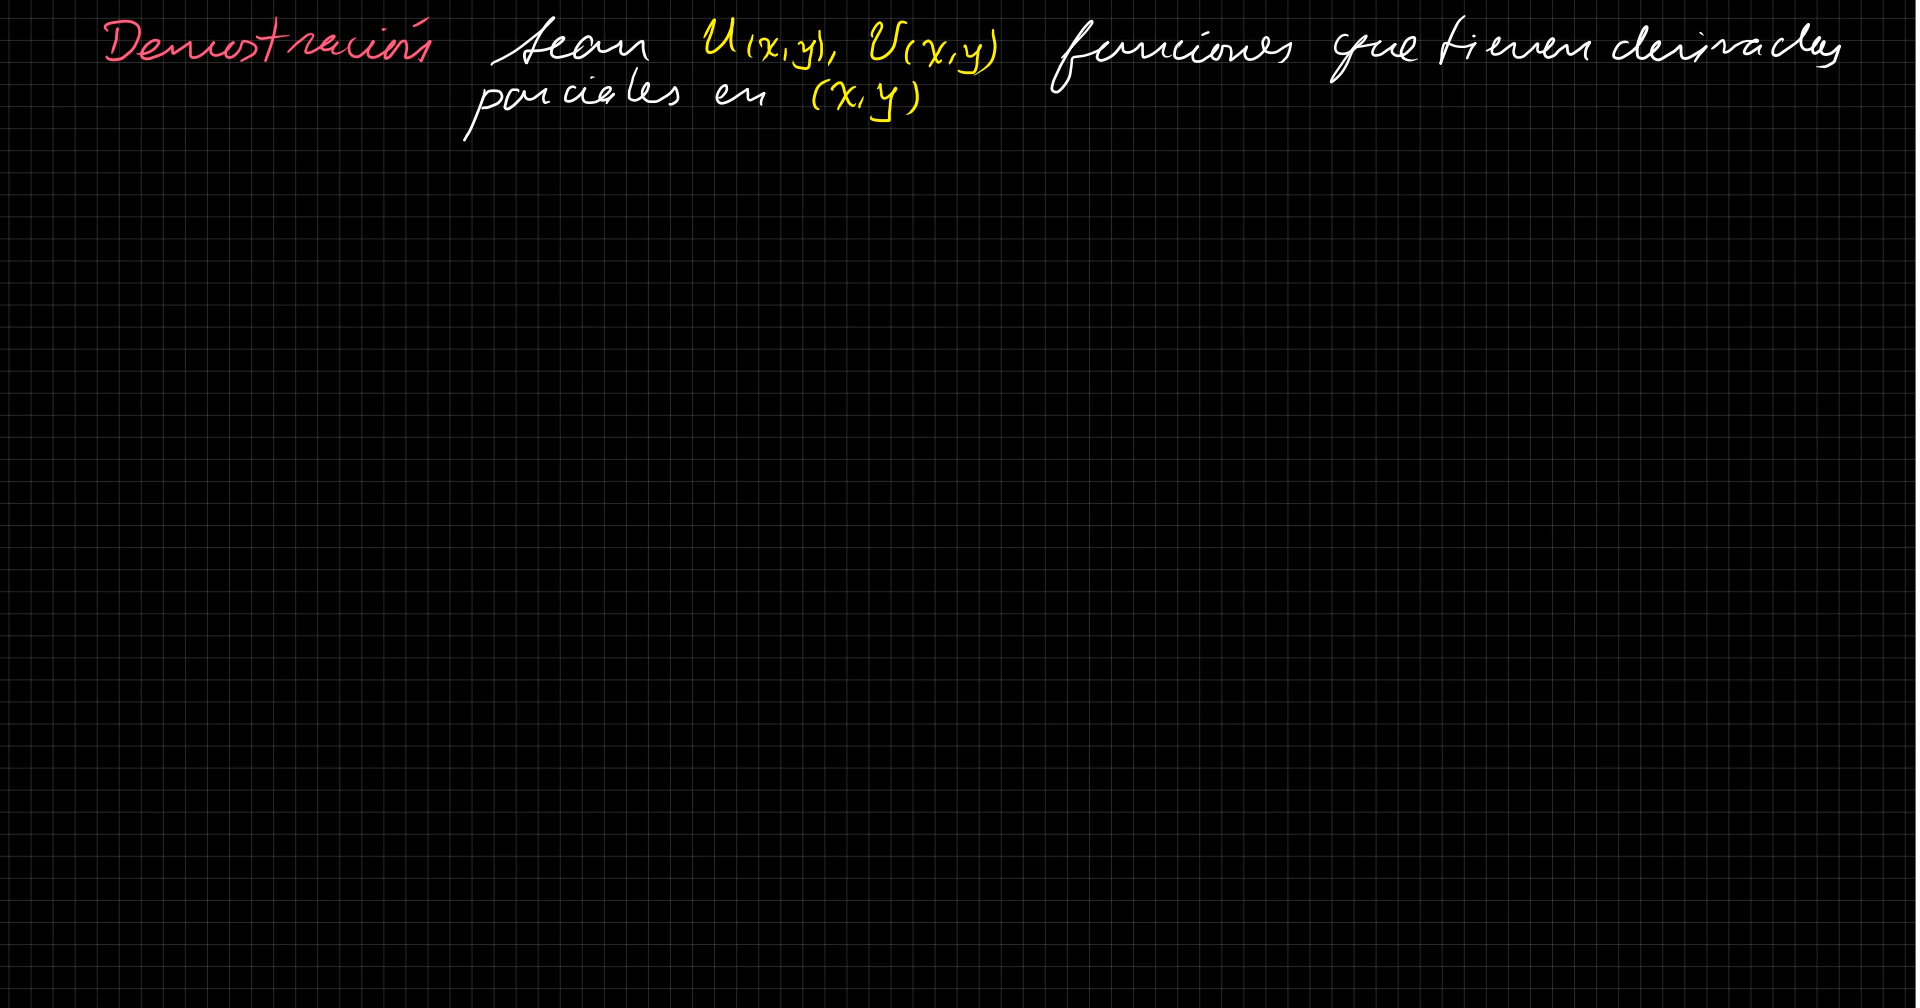 Demostración sean U(x,y), V(x,y) funciones que tienen derivadas
parciales en (x,y)